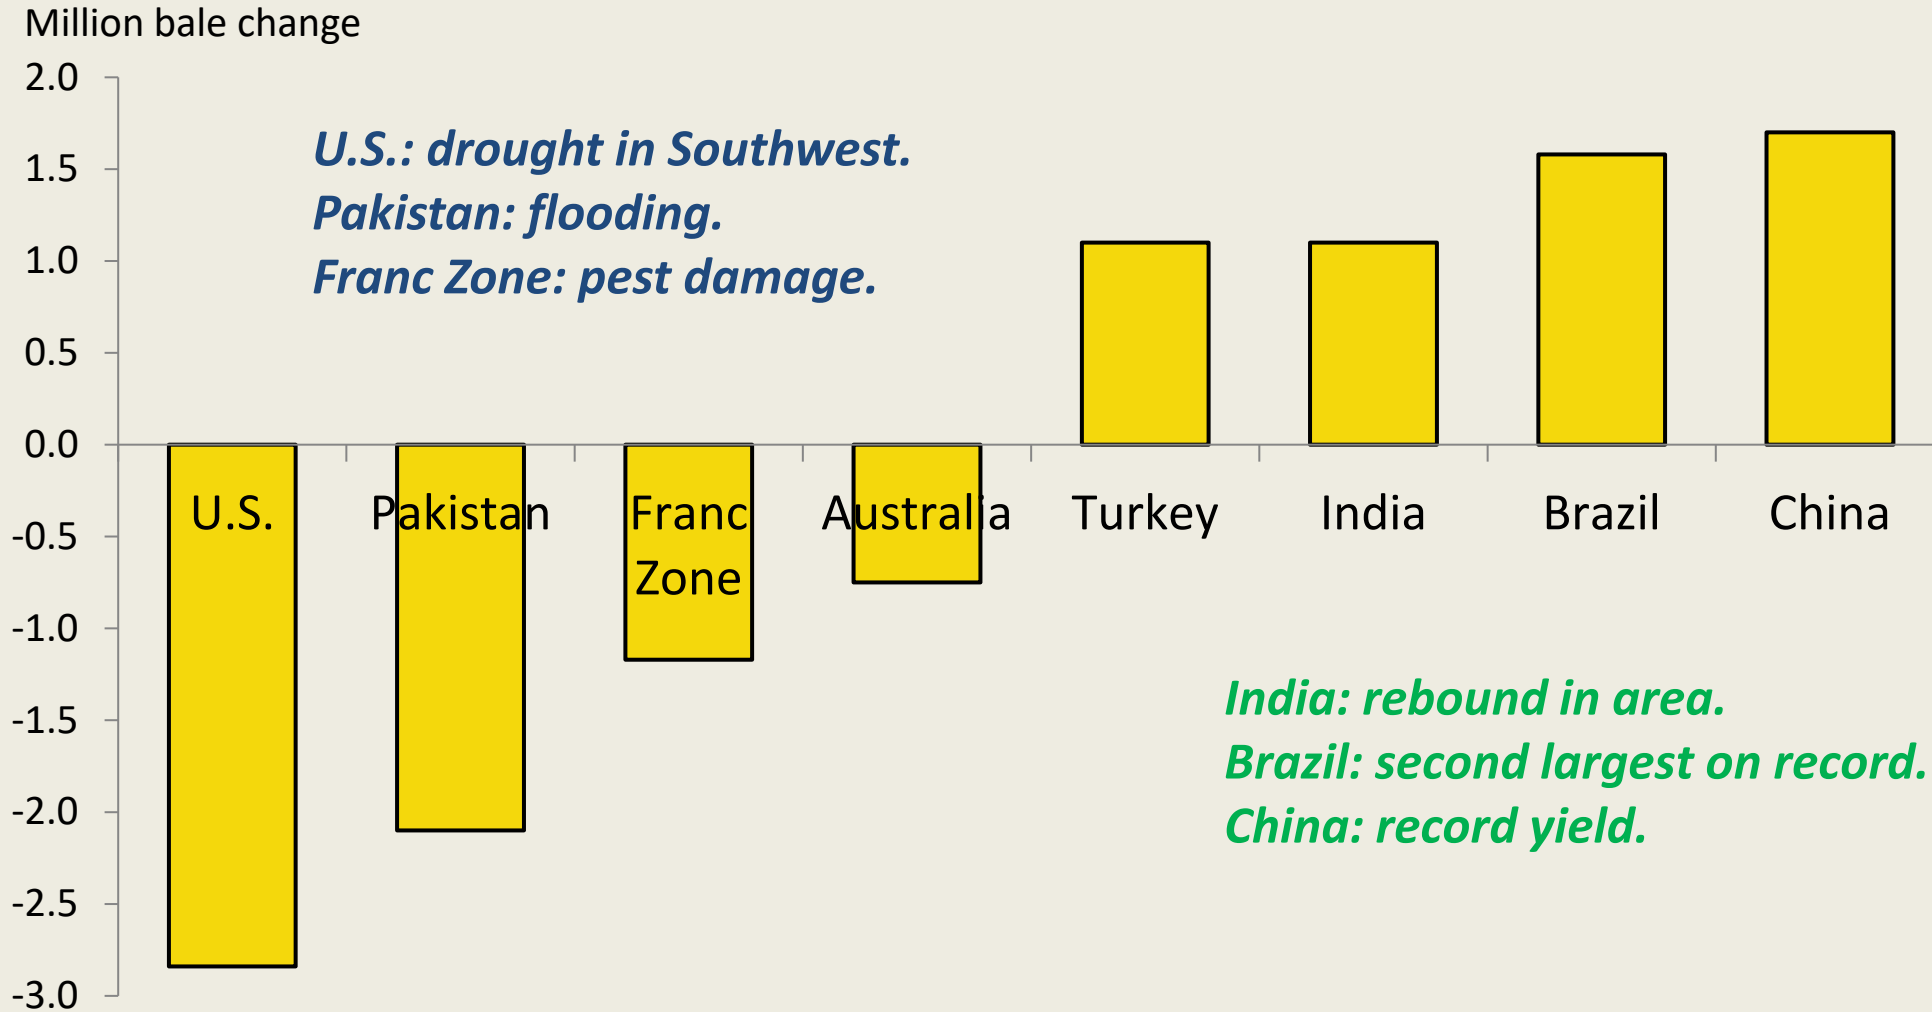 Million bale change
2.0
1.5
1.0
0.5
0.0
-0.5
-1.0
-1.5
-2.0
-2.5
-3.0
U.S.: drought in Southwest.
Pakistan: flooding.
Franc Zone: pest damage.
U.S.
Pakistan
Franc
Zone
Australia
Turkey
India
Brazil
China
India: rebound in area.
Brazil: second largest on record.
China: record yield.